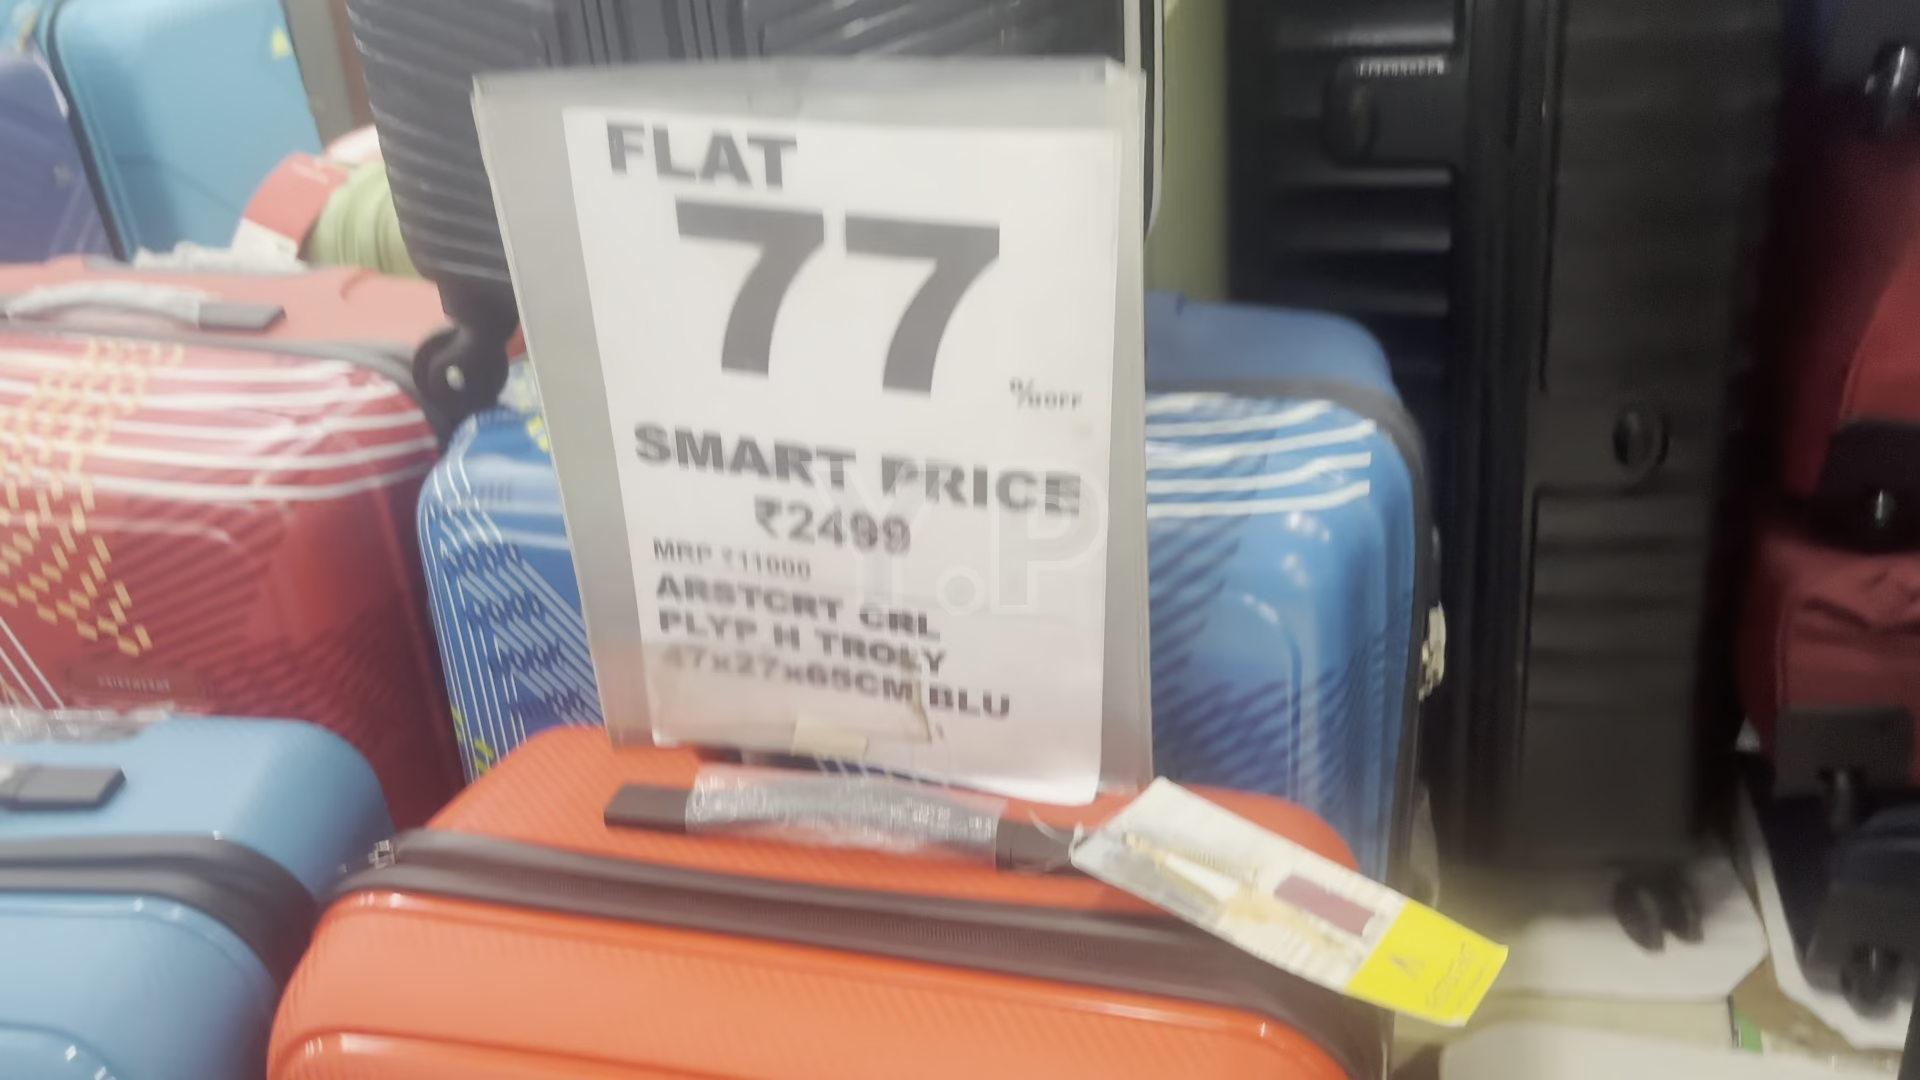 FLAT
77
%OFF
SMART PRICE
₹2499
MRP ₹11000
ARSTCRT CRL
PLYP H TROLY
47x27x65CM BLU
Y.P